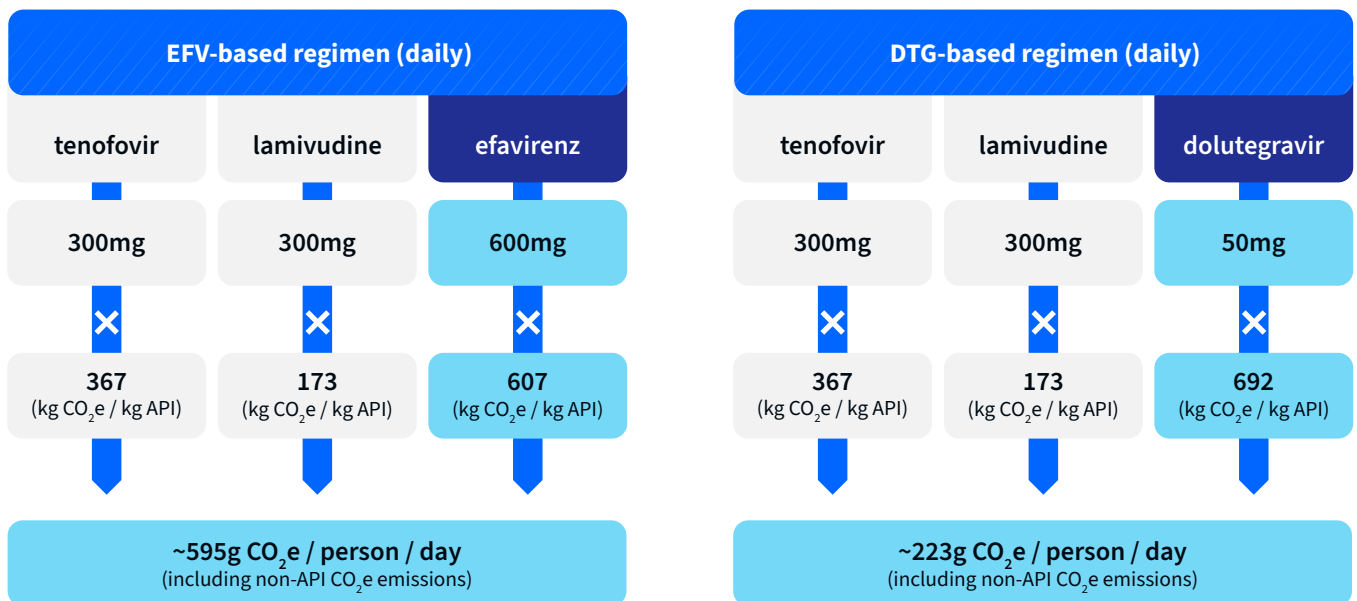 EFV-based regimen (daily)
tenofovir
lamivudine
efavirenz
300mg
300mg
600mg
367
(kg CO₂e / kg API)
173
(kg CO₂e / kg API)
607
(kg CO₂e / kg API)
~595g CO₂e / person / day
(including non-API CO₂e emissions)
DTG-based regimen (daily)
tenofovir
lamivudine
dolutegravir
300mg
300mg
50mg
367
(kg CO₂e / kg API)
173
(kg CO₂e / kg API)
692
(kg CO₂e / kg API)
~223g CO₂e / person / day
(including non-API CO₂e emissions)